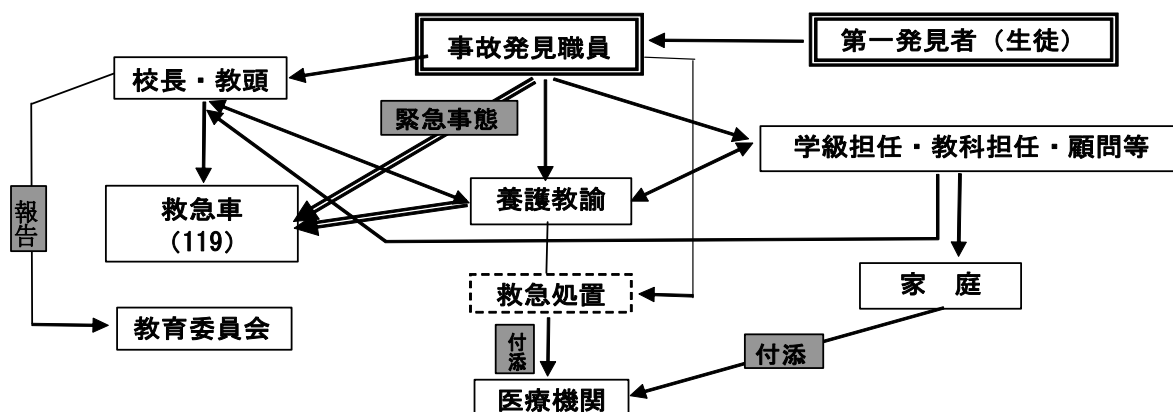 事故発見職員
第一発見者（生徒）
校長・教頭
緊急事態
学級担任・教科担任・顧問等
報告
救急車
（119）
養護教諭
救急処置
家　庭
教育委員会
付添
付添
医療機関